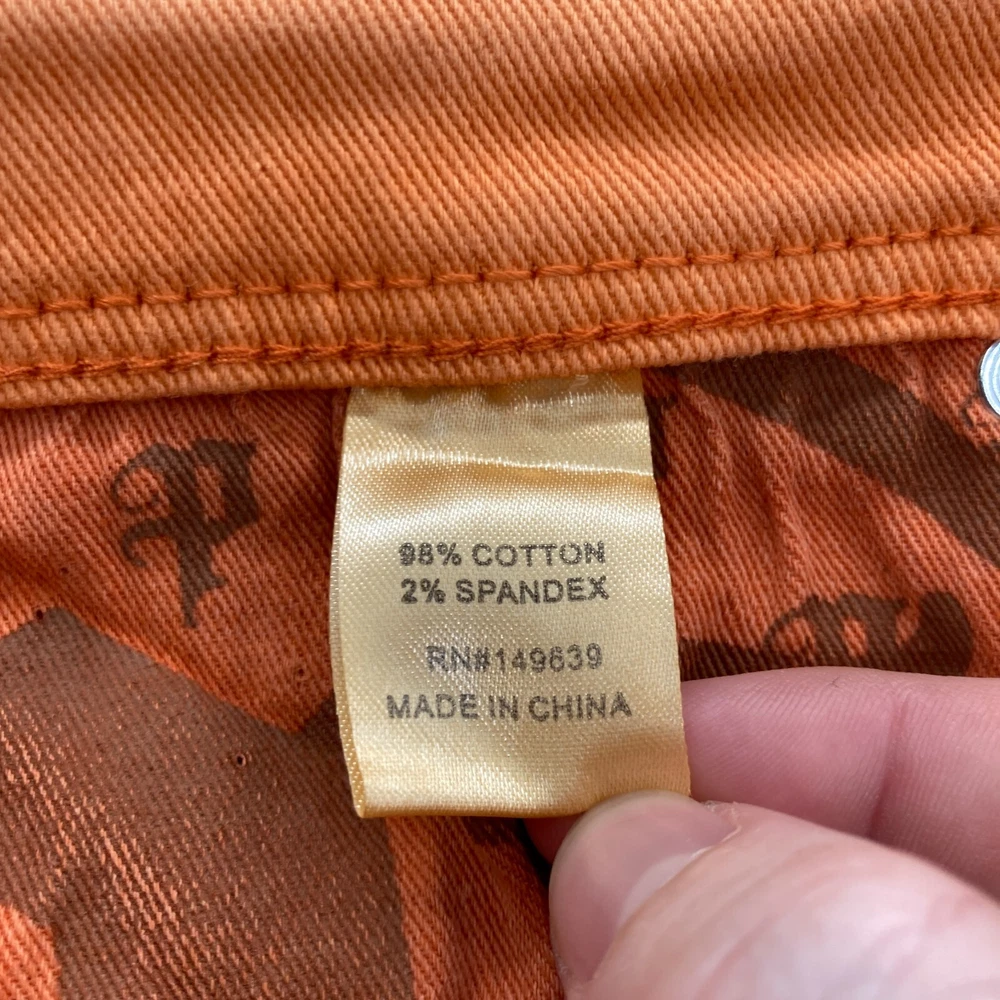 98% COTTON
2% SPANDEX
RN#149639
MADE IN CHINA
P
P